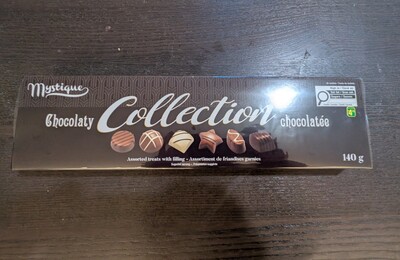 Mystique
Chocolaty Collection chocolatée
Assorted treats with filling - Assortiment de friandises garnies
140 g